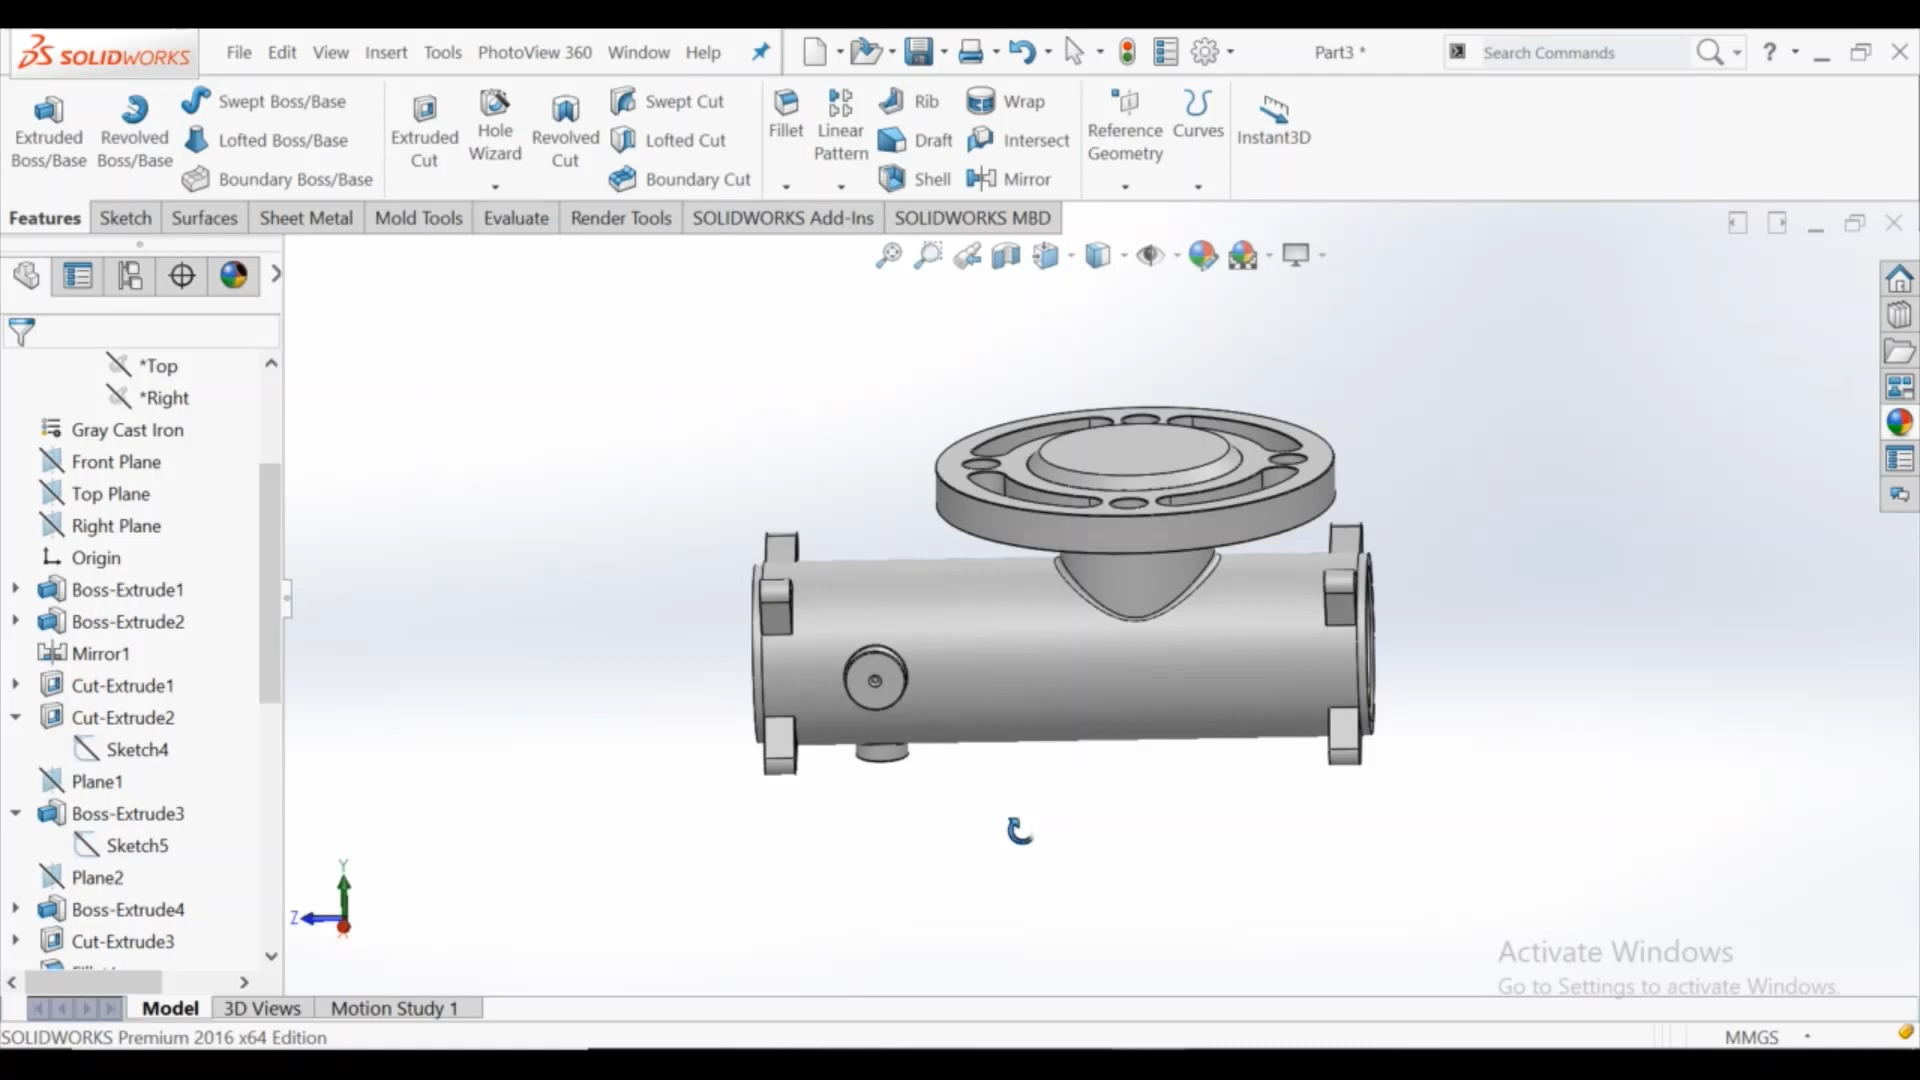 SOLIDWORKS
File Edit View Insert Tools PhotoView 360 Window Help
Part3 *
Search Commands
?
Extruded Boss/Base
Revolved Boss/Base
Swept Boss/Base
Lofted Boss/Base
Boundary Boss/Base
Extruded Cut
Hole Wizard
Revolved Cut
Swept Cut
Lofted Cut
Boundary Cut
Fillet
Linear Pattern
Rib
Draft
Shell
Wrap
Intersect
Mirror
Reference Geometry
Curves
Instant3D
Features Sketch Surfaces Sheet Metal Mold Tools Evaluate Render Tools SOLIDWORKS Add-Ins SOLIDWORKS MBD
*Top
*Right
Gray Cast Iron
Front Plane
Top Plane
Right Plane
Origin
Boss-Extrude1
Boss-Extrude2
Mirror1
Cut-Extrude1
Cut-Extrude2
Sketch4
Plane1
Boss-Extrude3
Sketch5
Plane2
Boss-Extrude4
Cut-Extrude3
Y
Z
Activate Windows
Go to Settings to activate Windows.
Model 3D Views Motion Study 1
SOLIDWORKS Premium 2016 x64 Edition
MMGS